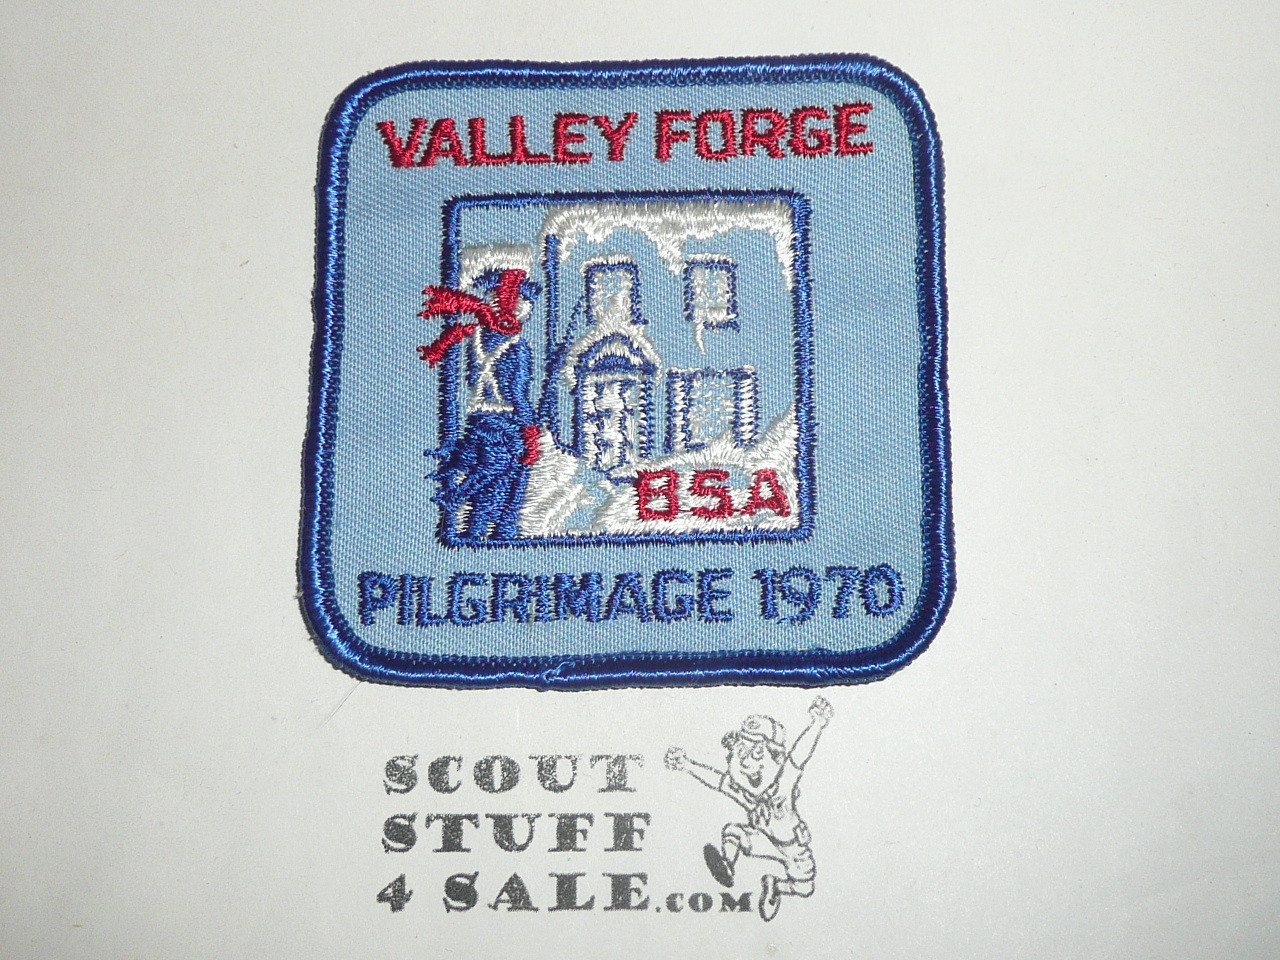 VALLEY FORGE
BSA
PILGRIMAGE 1970
SCOUT
STUFF
4 SALE.COM